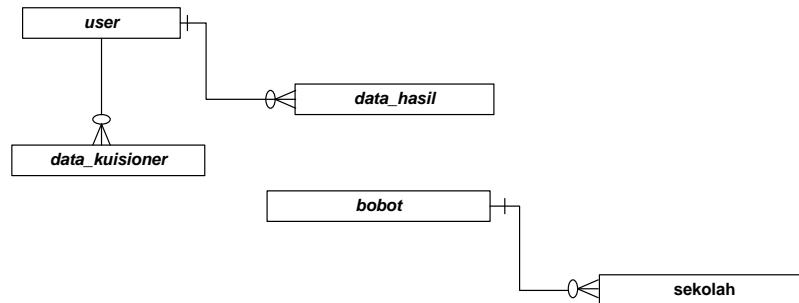 user
data_hasil
data_kuisioner
bobot
sekolah